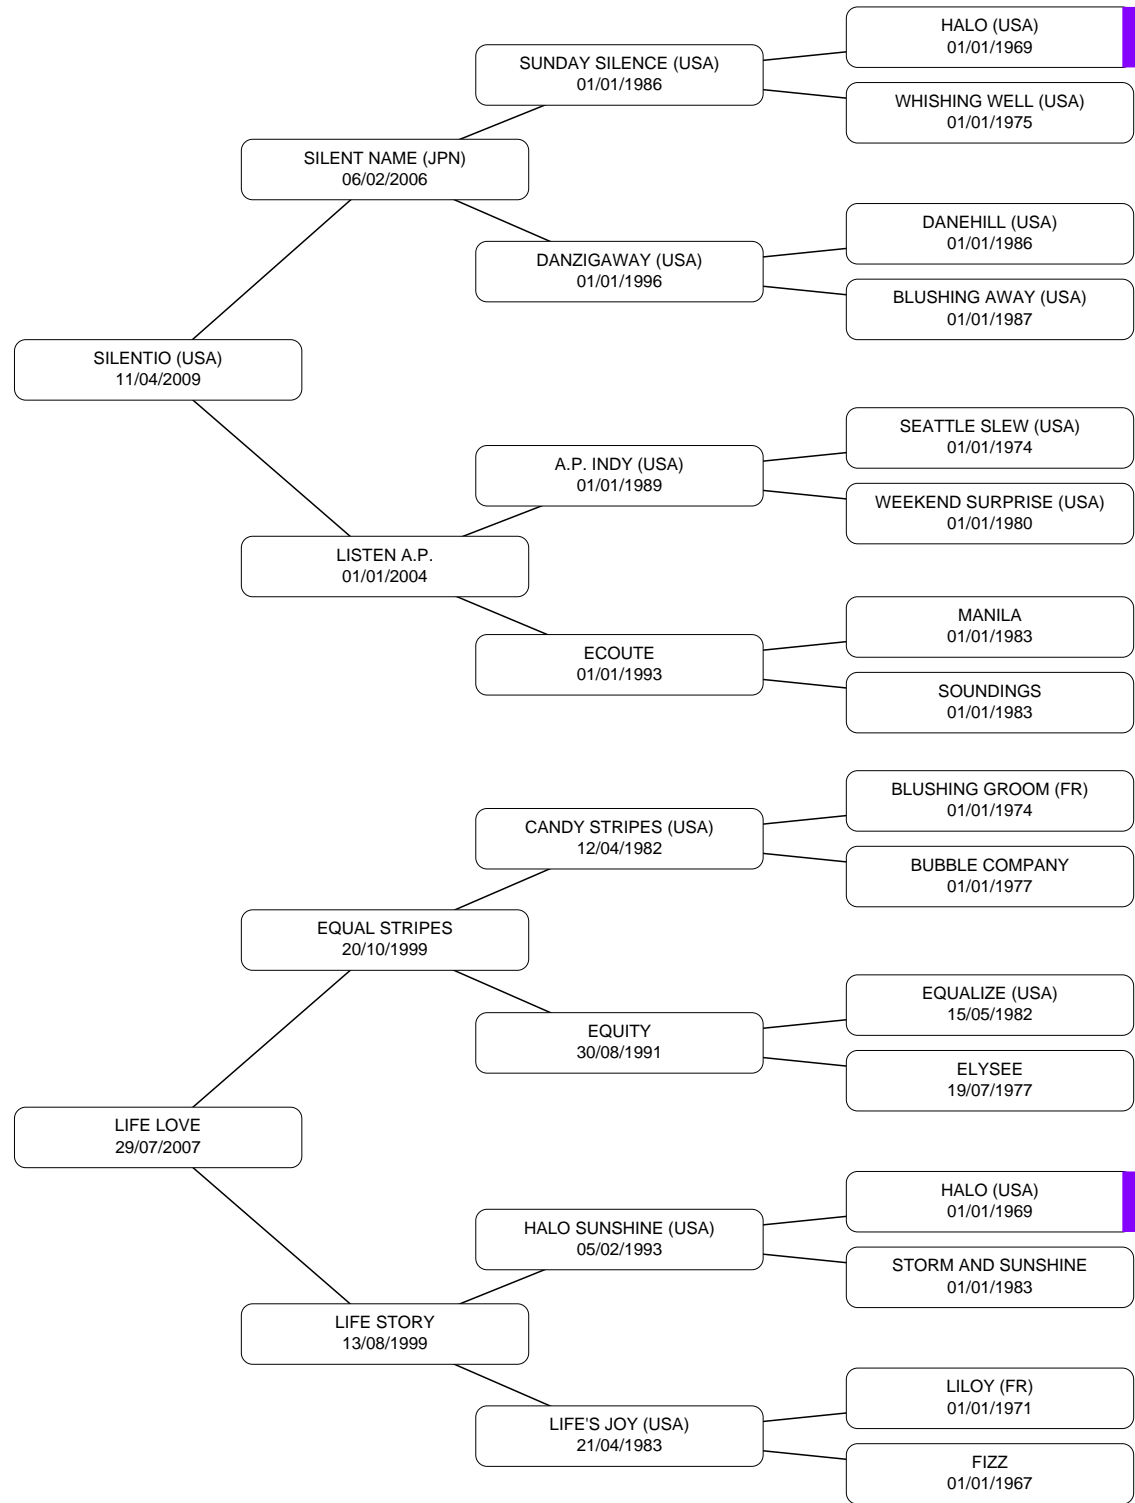 HALO (USA)
01/01/1969
SUNDAY SILENCE (USA)
01/01/1986
WHISHING WELL (USA)
01/01/1975
SILENT NAME (JPN)
06/02/2006
DANEHILL (USA)
01/01/1986
DANZIGAWAY (USA)
01/01/1996
BLUSHING AWAY (USA)
01/01/1987
SILENTIO (USA)
11/04/2009
SEATTLE SLEW (USA)
01/01/1974
A.P. INDY (USA)
01/01/1989
WEEKEND SURPRISE (USA)
01/01/1980
LISTEN A.P.
01/01/2004
MANILA
01/01/1983
ECOUTE
01/01/1993
SOUNDINGS
01/01/1983
BLUSHING GROOM (FR)
01/01/1974
CANDY STRIPES (USA)
12/04/1982
BUBBLE COMPANY
01/01/1977
EQUAL STRIPES
20/10/1999
EQUALIZE (USA)
15/05/1982
EQUITY
30/08/1991
ELYSEE
19/07/1977
LIFE LOVE
29/07/2007
HALO (USA)
01/01/1969
HALO SUNSHINE (USA)
05/02/1993
STORM AND SUNSHINE
01/01/1983
LIFE STORY
13/08/1999
LILOY (FR)
01/01/1971
LIFE'S JOY (USA)
21/04/1983
FIZZ
01/01/1967